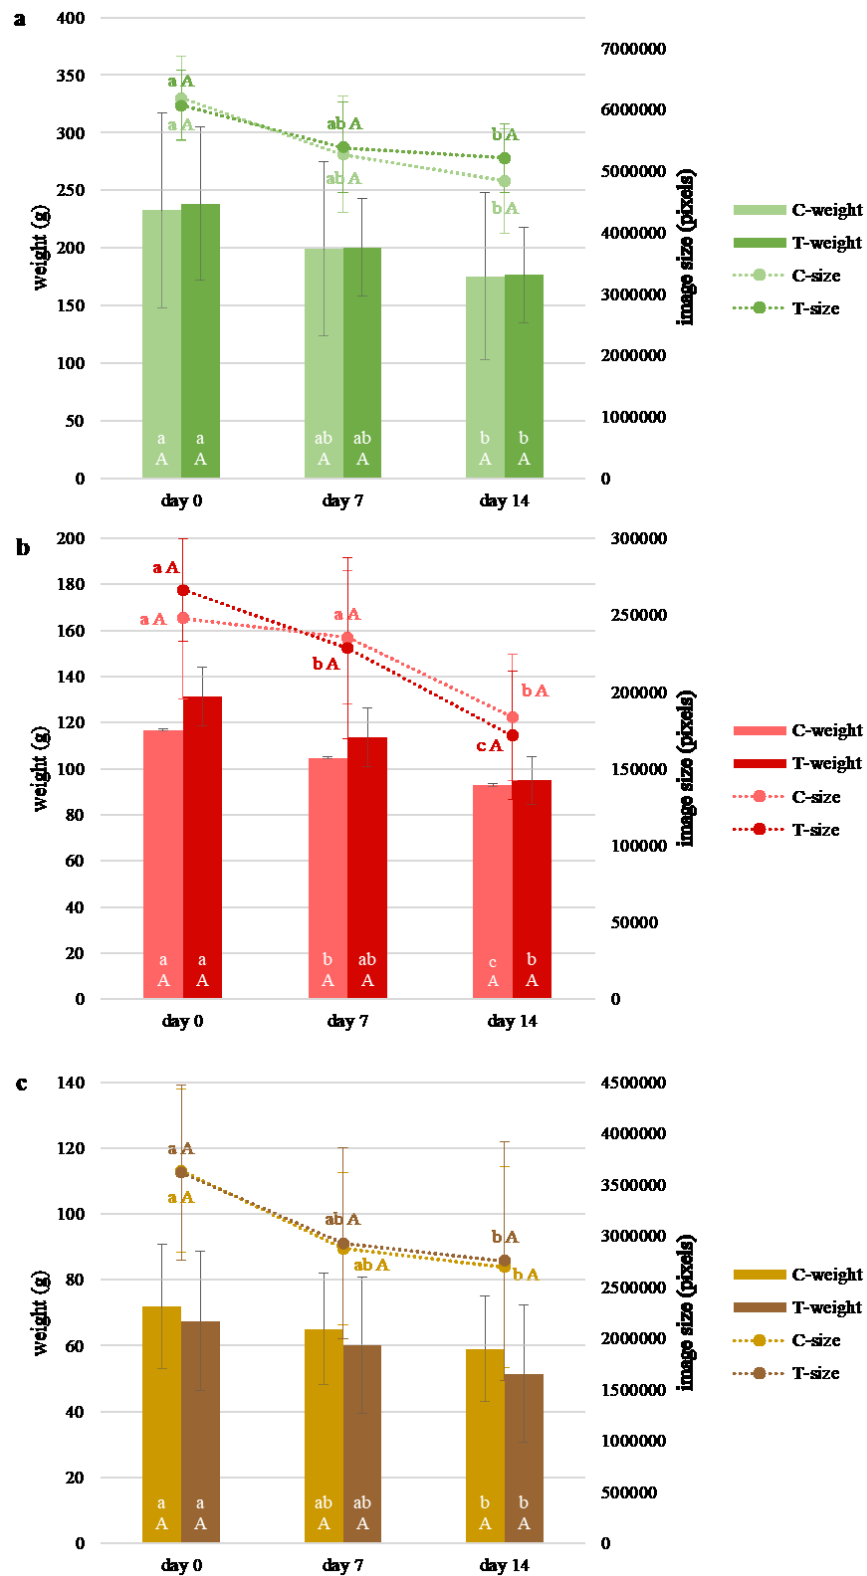 a
400
350
300
250
200
150
100
50
0
weight (g)
7000000
6000000
5000000
4000000
3000000
2000000
1000000
0
image size (pixels)
a A
a A
ab A
ab A
b A
b A
a a ab ab b b
A A A A A A
day 0 day 7 day 14
C-weight
T-weight
C-size
T-size
b
200
180
160
140
120
100
80
60
40
20
0
weight (g)
300000
250000
200000
150000
100000
50000
0
image size (pixels)
a A
a A
a A
b A
b A
c A
a a b ab c b
A A A A A A
day 0 day 7 day 14
C-weight
T-weight
C-size
T-size
c
140
120
100
80
60
40
20
0
weight (g)
4500000
4000000
3500000
3000000
2500000
2000000
1500000
1000000
500000
0
image size (pixels)
a A
a A
ab A
ab A
b A
b A
a a ab ab b b
A A A A A A
day 0 day 7 day 14
C-weight
T-weight
C-size
T-size